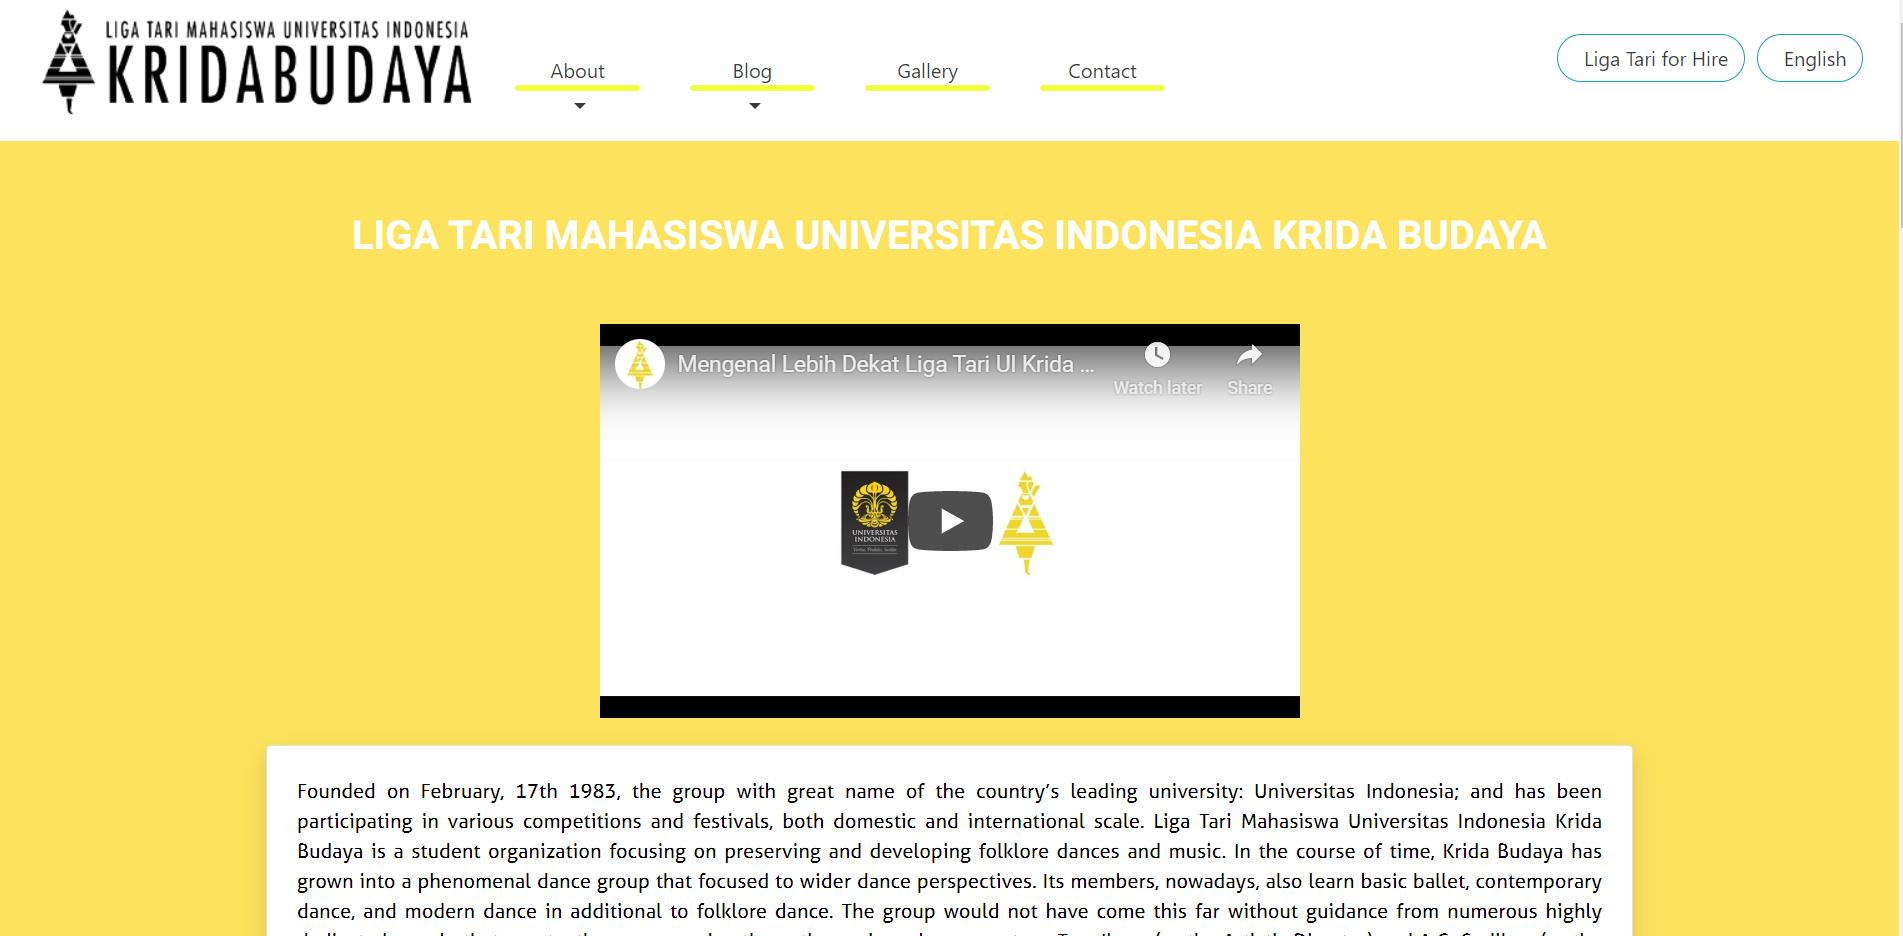 LIGA TARI MAHASISWA UNIVERSITAS INDONESIA
KRIDABUDAYA
About
Blog
Gallery
Contact
Liga Tari for Hire
English
LIGA TARI MAHASISWA UNIVERSITAS INDONESIA KRIDA BUDAYA
Mengenal Lebih Dekat Liga Tari UI Krida ...
Watch later
Share
UNIVERSITAS
INDONESIA
Founded on February, 17th 1983, the group with great name of the country’s leading university: Universitas Indonesia; and has been
participating in various competitions and festivals, both domestic and international scale. Liga Tari Mahasiswa Universitas Indonesia Krida
Budaya is a student organization focusing on preserving and developing folklore dances and music. In the course of time, Krida Budaya has
grown into a phenomenal dance group that focused to wider dance perspectives. Its members, nowadays, also learn basic ballet, contemporary
dance, and modern dance in additional to folklore dance. The group would not have come this far without guidance from numerous highly